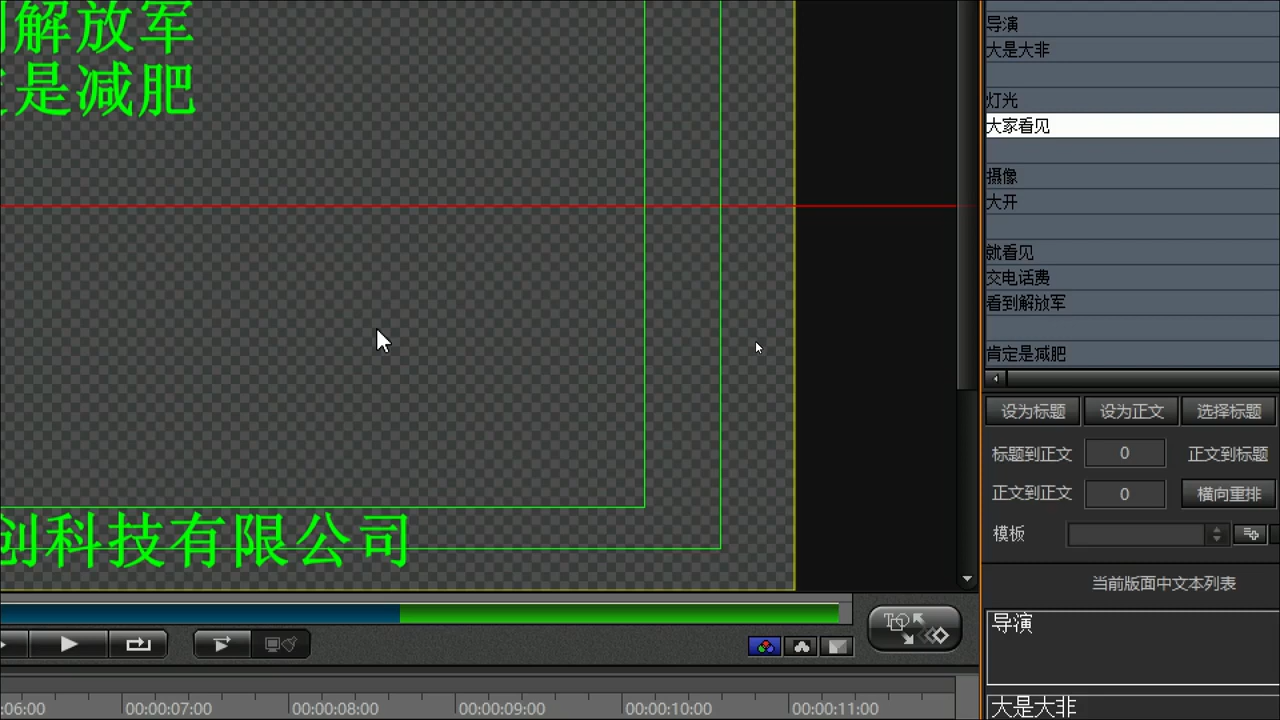 解放军
是减肥
创科技有限公司
:06:00
00:00:07:00
00:00:08:00
00:00:09:00
00:00:10:00
00:00:11:00
导演
大是大非
灯光
大家看见
摄像
大开
就看见
交电话费
看到解放军
肯定是减肥
设为标题 设为正文 选择标题
标题到正文 0 正文到标题
正文到正文 0 横向重排
模板
当前版面中文本列表
导演
大是大非